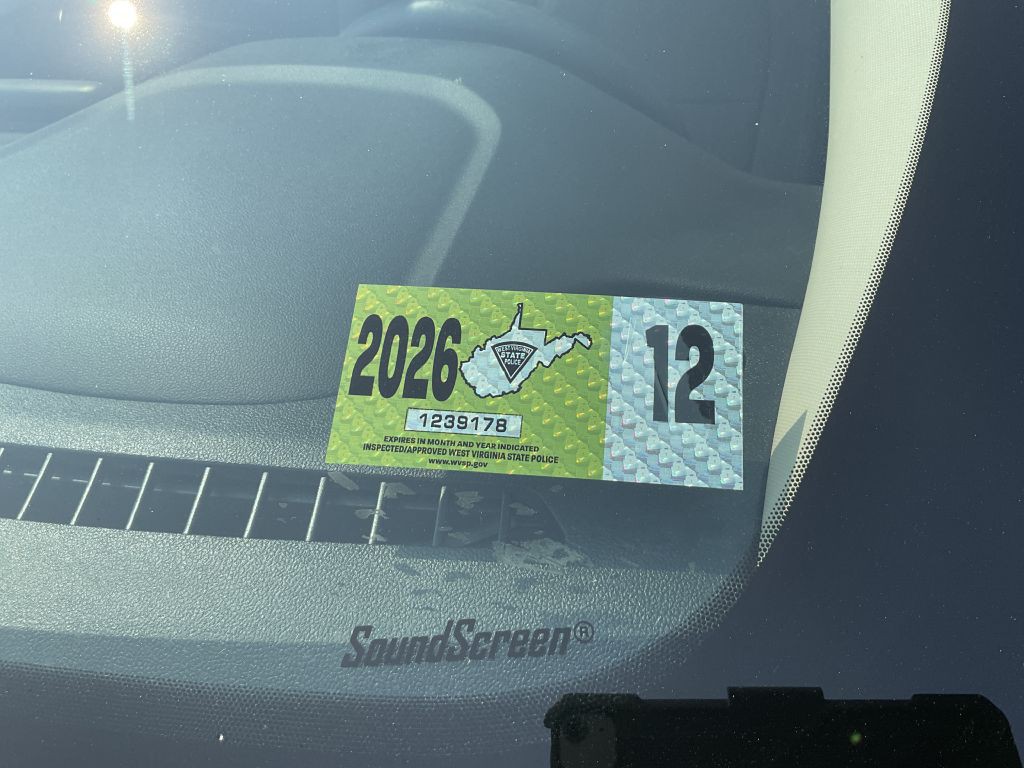 2026
WEST VIRGINIA
STATE
POLICE
12
1239178
EXPIRES IN MONTH AND YEAR INDICATED
INSPECTED/APPROVED WEST VIRGINIA STATE POLICE
www.wvsp.gov
SoundScreen®